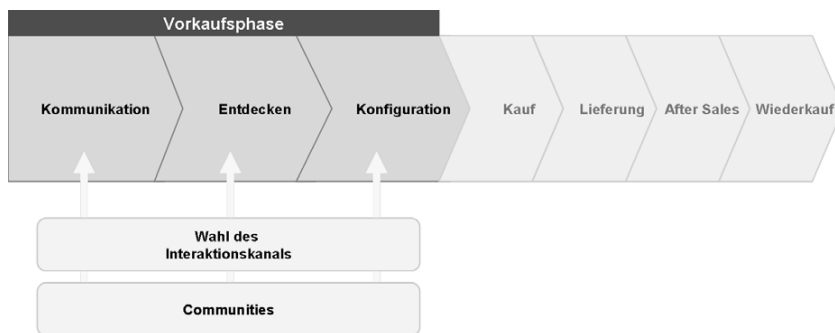 Vorkaufsphase
Kommunikation
Entdecken
Konfiguration
Kauf
Lieferung
After Sales
Wiederkauf
Wahl des
Interaktionskanals
Communities